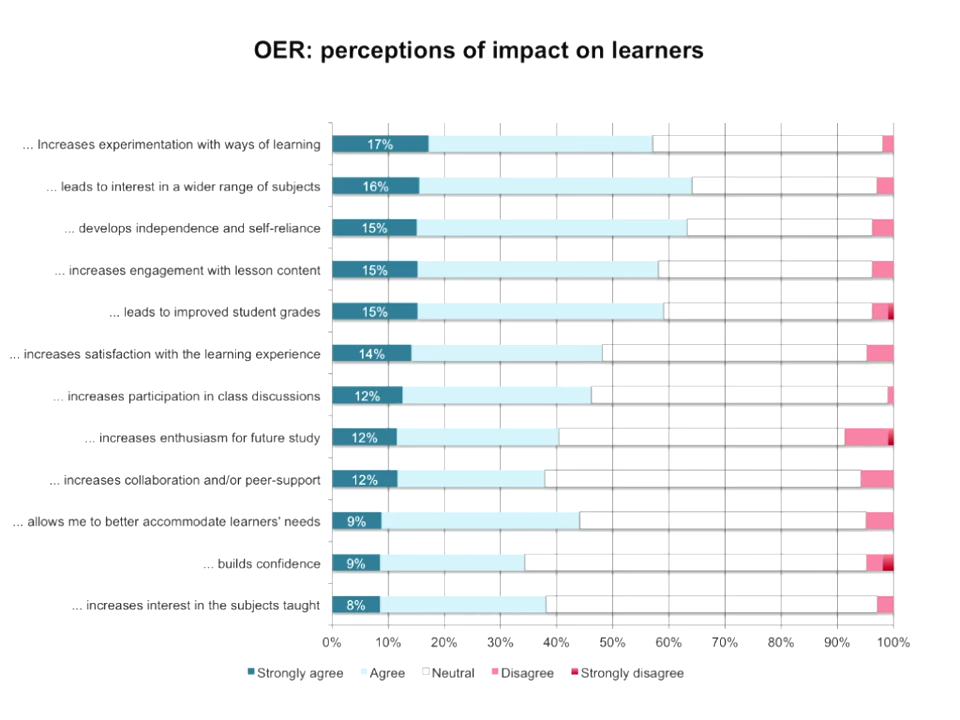 OER: perceptions of impact on learners
... Increases experimentation with ways of learning 17%
... leads to interest in a wider range of subjects 16%
... develops independence and self-reliance 15%
... increases engagement with lesson content 15%
... leads to improved student grades 15%
... increases satisfaction with the learning experience 14%
... increases participation in class discussions 12%
... increases enthusiasm for future study 12%
... increases collaboration and/or peer-support 12%
... allows me to better accommodate learners' needs 9%
... builds confidence 9%
... increases interest in the subjects taught 8%
0% 10% 20% 30% 40% 50% 60% 70% 80% 90% 100%
Strongly agree Agree Neutral Disagree Strongly disagree